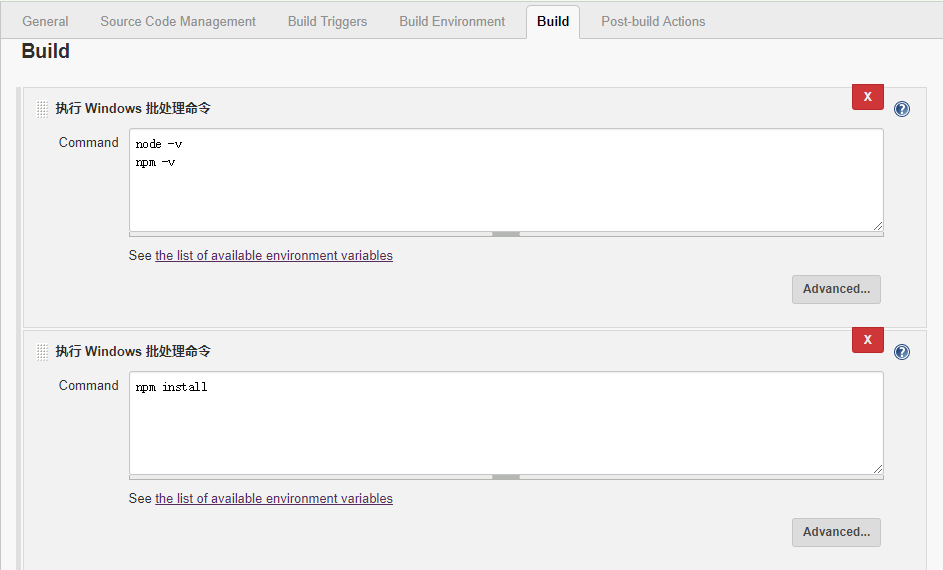 General Source Code Management Build Triggers Build Environment Build Post-build Actions
Build
执行 Windows 批处理命令 X ?
Command
node -v
npm -v
See the list of available environment variables
Advanced...
执行 Windows 批处理命令 X ?
Command
npm install
See the list of available environment variables
Advanced...